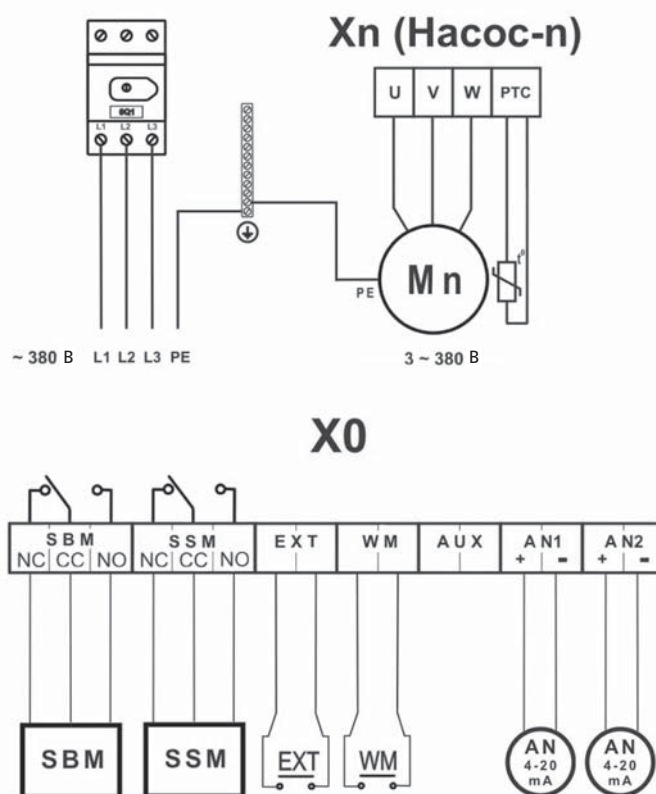 Xn (Насос-n)
U V W PTC
6Q1
L1 L2 L3
t⁰
M n
PE
~ 380 В L1 L2 L3 PE
3 ~ 380 В
X0
SBM SSM EXT WM AUX AN1 AN2
NC CC NO NC CC NO + - + -
SBM SSM EXT WM AN AN
4-20 4-20
mA mA